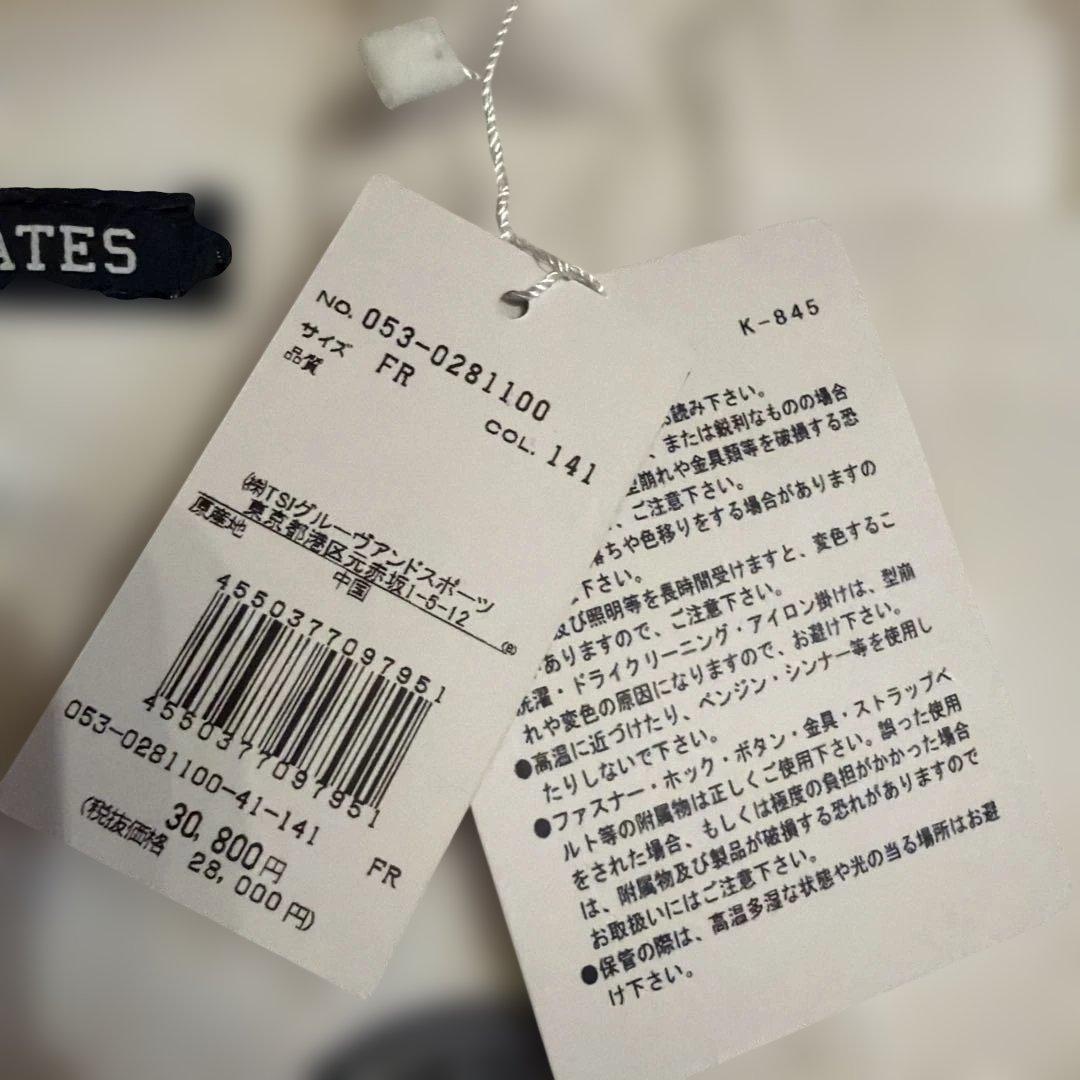 ATES
NO. 053-0281100
サイズ FR
品質
COL. 141
㈱TSIグルーヴアンドスポーツ
東京都港区元赤坂1-5-12
原産地 中国
(B)
4550377097951
4550377097951
053-0281100-41-141
30,800円 FR
(税抜価格 28,000円)
K-845
読み下さい。
、または鋭利なものの場合
型崩れや金具類等を破損する恐
、ご注意下さい。
落ちや色移りをする場合がありますの
下さい。
及び照明等を長時間受けますと、変色するこ
ありますので、ご注意下さい。
洗濯・ドライクリーニング・アイロン掛けは、型崩
れや変色の原因になりますので、お避け下さい。
●高温に近づけたり、ベンジン・シンナー等を使用し
たりしないで下さい。
●ファスナー・ホック・ボタン・金具・ストラップベ
ルト等の附属物は正しくご使用下さい。誤った使用
をされた場合、もしくは極度の負担がかかった場合
は、附属物及び製品が破損する恐れがありますので
お取扱いにはご注意下さい。
●保管の際は、高温多湿な状態や光の当る場所はお避
け下さい。